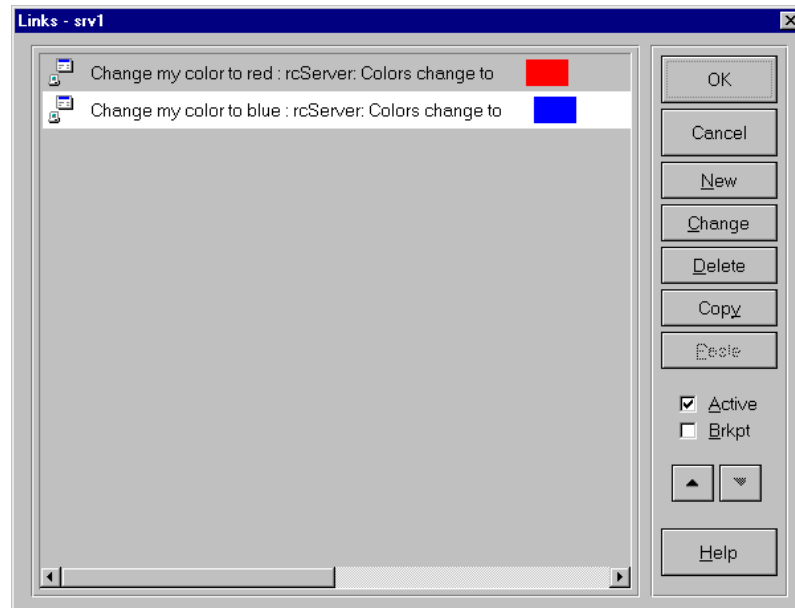 Links - srv1
Change my color to red : rcServer: Colors change to
Change my color to blue : rcServer: Colors change to
OK
Cancel
New
Change
Delete
Copy
Paste
Active
Brkpt
Help